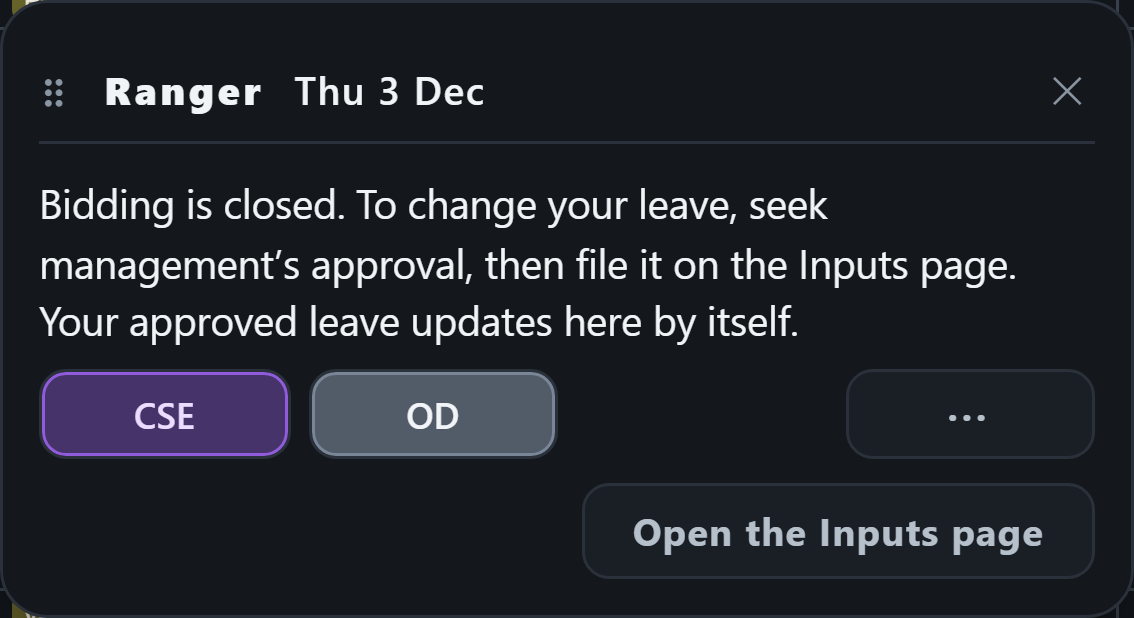 Ranger Thu 3 Dec
Bidding is closed. To change your leave, seek
management’s approval, then file it on the Inputs page.
Your approved leave updates here by itself.
CSE OD ...
Open the Inputs page